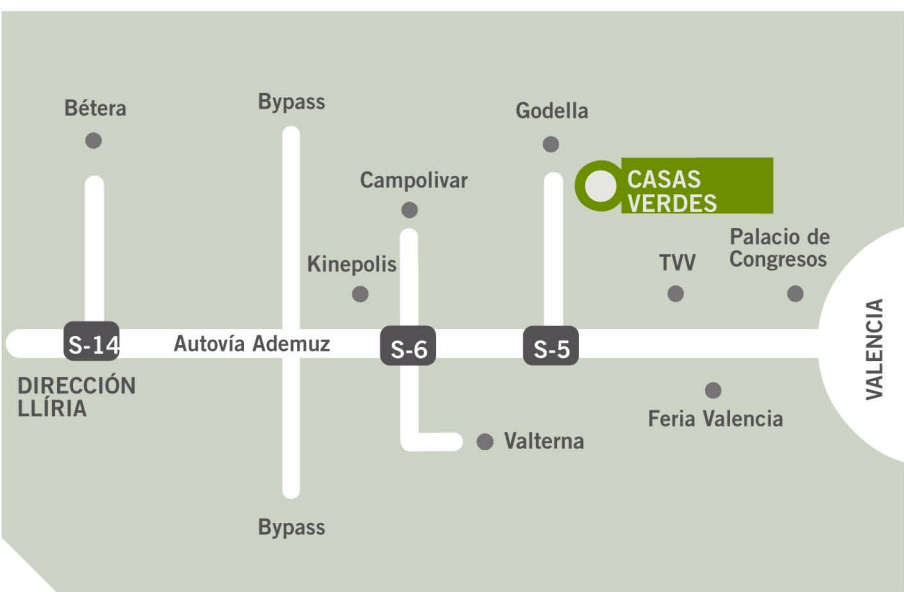 Bétera
Bypass
Godella
Campolivar
CASAS
VERDES
Palacio de
Congresos
TVV
Kinepolis
VALENCIA
S-14
Autovía Ademuz
S-6
S-5
DIRECCIÓN
LLÍRIA
Feria Valencia
Valterna
Bypass